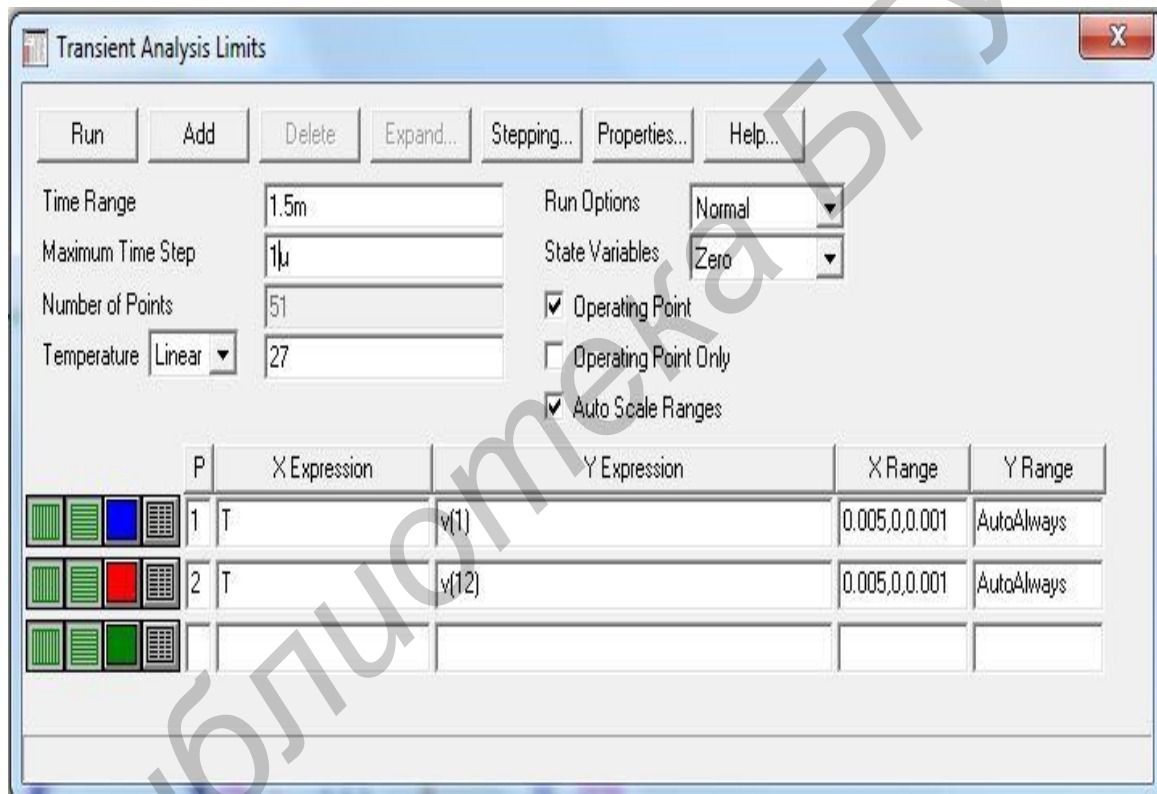 Transient Analysis Limits
Run Add Delete Expand... Stepping... Properties... Help...
Time Range 1.5m Run Options Normal
Maximum Time Step 1µ State Variables Zero
Number of Points 51 Operating Point
Temperature Linear 27 Operating Point Only
Auto Scale Ranges
P X Expression Y Expression X Range Y Range
1 T v(1) 0.005,0,0.001 AutoAlways
2 T v(12) 0.005,0,0.001 AutoAlways
блиотека БГУ